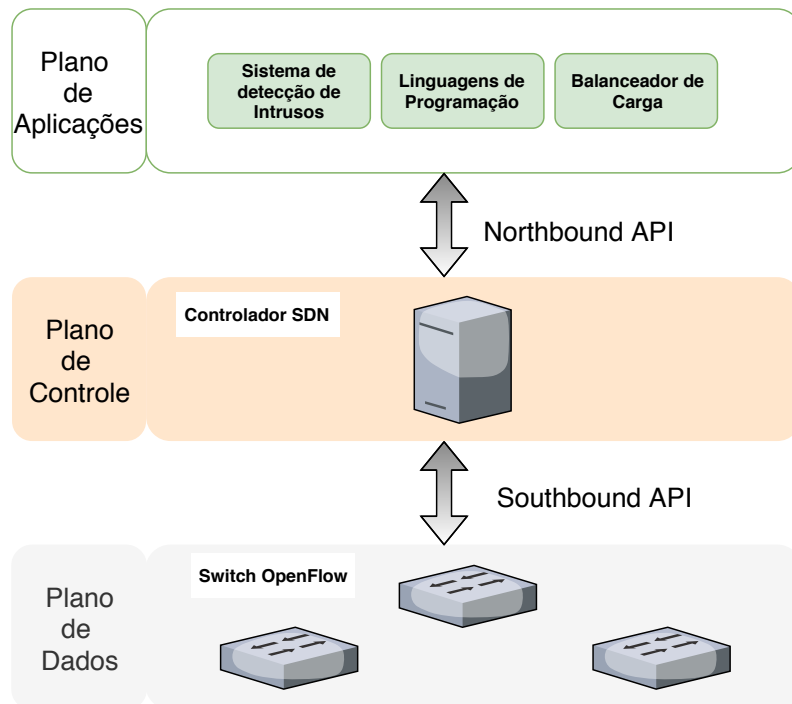 Plano
de
Aplicações
Sistema de
detecção de
Intrusos
Linguagens de
Programação
Balanceador de
Carga
Northbound API
Plano
de
Controle
Controlador SDN
Southbound API
Plano
de
Dados
Switch OpenFlow